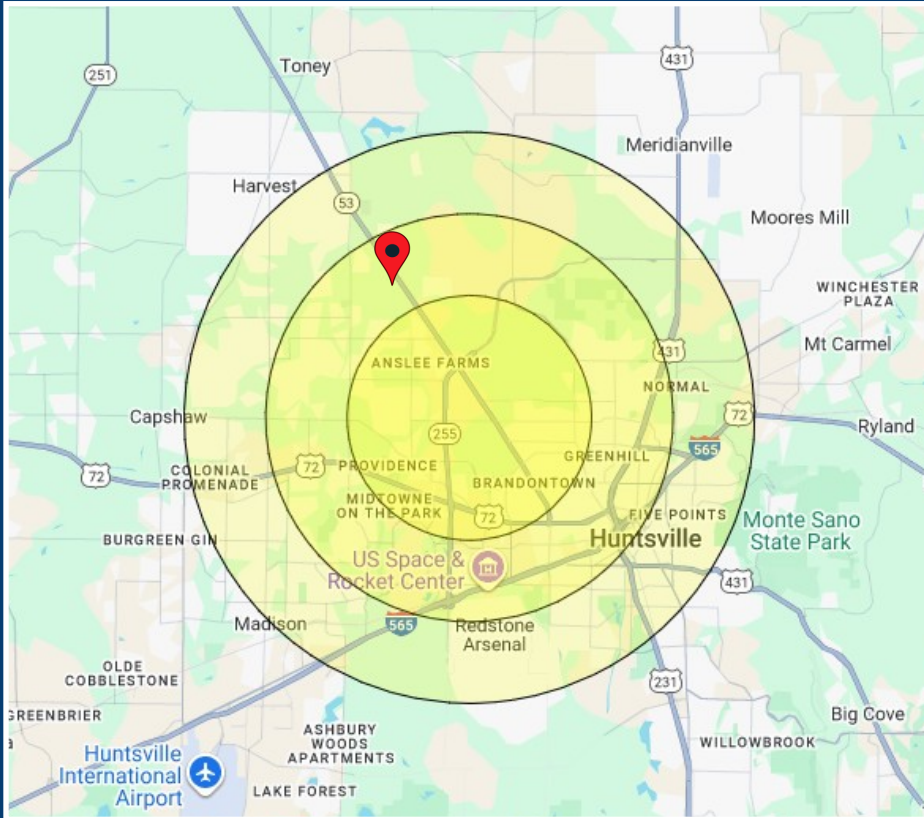 Toney
251
431
Meridianville
Harvest
53
Moores Mill
WINCHESTER
PLAZA
Mt Carmel
ANSLEE FARMS
431
NORMAL
Capshaw
72
Ryland
255
565
GREENHILL
72
COLONIAL
PROMENADE
72
PROVIDENCE
BRANDONTOWN
MIDTOWNE
ON THE PARK
72
FIVE POINTS
Monte Sano
State Park
BURGREEN GIN
Huntsville
US Space &
Rocket Center
431
Madison
565
Redstone
Arsenal
OLDE
COBBLESTONE
231
GREENBRIER
Big Cove
a
ASHBURY
WOODS
APARTMENTS
WILLOWBROOK
Huntsville
International
Airport
LAKE FOREST